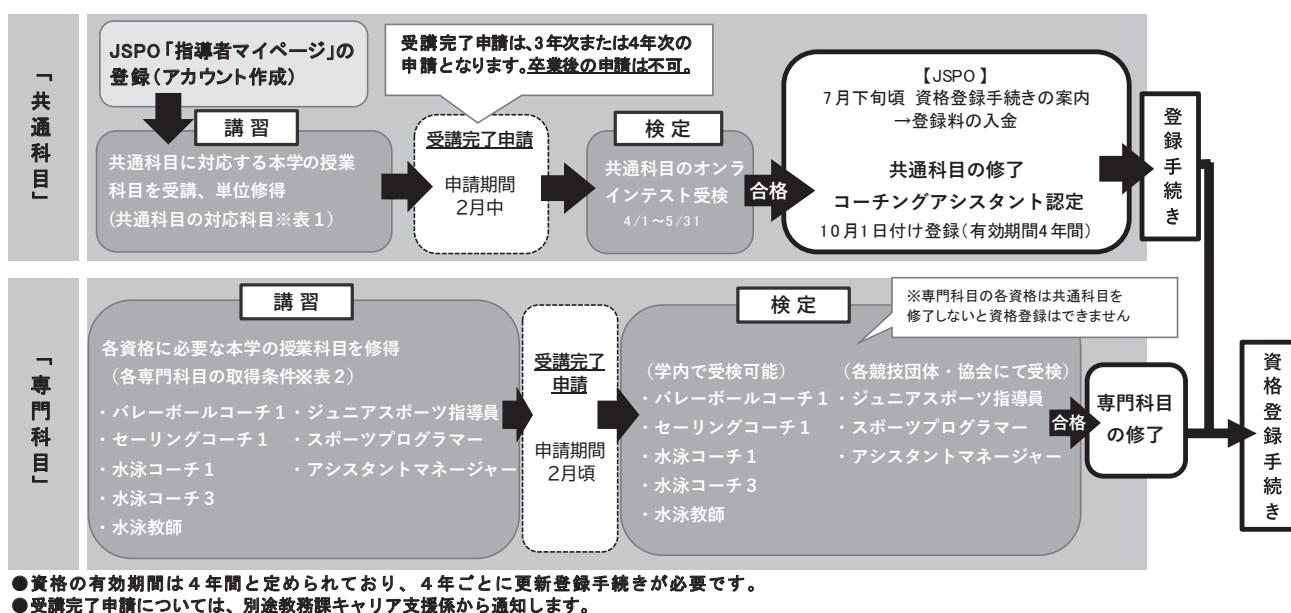 「共通科目」
JSPO「指導者マイページ」の
登録(アカウント作成)
講 習
共通科目に対応する本学の授業
科目を受講、単位修得
(共通科目の対応科目※表1)
受講完了申請は、3年次または4年次の
申請となります。卒業後の申請は不可。
受講完了申請
申請期間
2月中
検 定
共通科目のオンラ
インテスト受検
4/1~5/31
合格
【JSPO】
7月下旬頃 資格登録手続きの案内
→登録料の入金
共通科目の修了
コーチングアシスタント認定
10月1日付け登録(有効期間4年間)
登録手続き
「専門科目」
講 習
各資格に必要な本学の授業科目を修得
(各専門科目の取得条件※表2)
・バレーボールコーチ1
・セーリングコーチ1
・水泳コーチ1
・水泳コーチ3
・水泳教師
・ジュニアスポーツ指導員
・スポーツプログラマー
・アシスタントマネージャー
受講完了
申請
申請期間
2月頃
検 定
※専門科目の各資格は共通科目を
修了しないと資格登録はできません
(学内で受検可能)
・バレーボールコーチ1
・セーリングコーチ1
・水泳コーチ1
・水泳コーチ3
・水泳教師
(各競技団体・協会にて受検)
・ジュニアスポーツ指導員
・スポーツプログラマー
・アシスタントマネージャー
合格
専門科目
の修了
資格登録手続き
●資格の有効期間は4年間と定められており、4年ごとに更新登録手続きが必要です。
●受講完了申請については、別途教務課キャリア支援係から通知します。